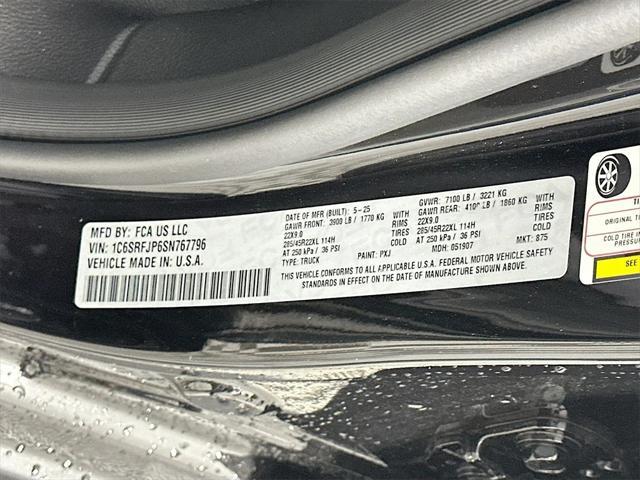 MFD BY: FCA US LLC
VIN: 1C6SRFJP6SN767796
VEHICLE MADE IN: U.S.A.
DATE OF MFR (BUILT): 5-25
GAWR FRONT: 3900 LB / 1770 KG WITH
22X9.0 RIMS
285/45R22XL 114H
AT 250 kPa / 36 PSI COLD
TYPE: TRUCK
GVWR: 7100 LB / 3221 KG
GAWR REAR: 4100 LB / 1860 KG WITH
22X9.0 RIMS
285/45R22XL 114H
AT 250 kPa / 36 PSI COLD
MDH: 051907 MKT: 875
PAINT: PXJ
THIS VEHICLE CONFORMS TO ALL APPLICABLE U.S.A. FEDERAL MOTOR VEHICLE SAFETY
STANDARDS IN EFFECT ON THE DATE OF MANUFACTURE SHOWN ABOVE.
TI
ORIGINAL T
COLD
PRESSU
SEE